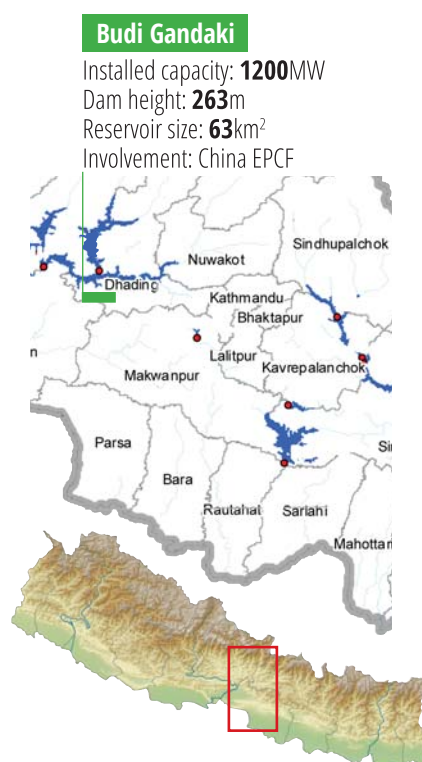 Budi Gandaki
Installed capacity: 1200MW
Dam height: 263m
Reservoir size: 63km²
Involvement: China EPCF
Sindhupalchok
Nuwakot
Dhading
Kathmandu
Bhaktapur
Lalitpur
Kavrepalanchok
n
Makwanpur
Parsa
Si
Bara
Rautahat
Sarlahi
Mahottar